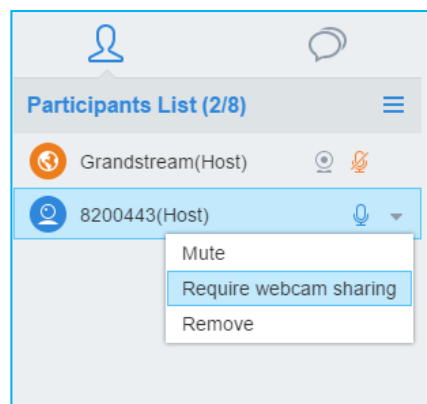 Participants List (2/8)
Grandstream(Host)
8200443(Host)
Mute
Require webcam sharing
Remove